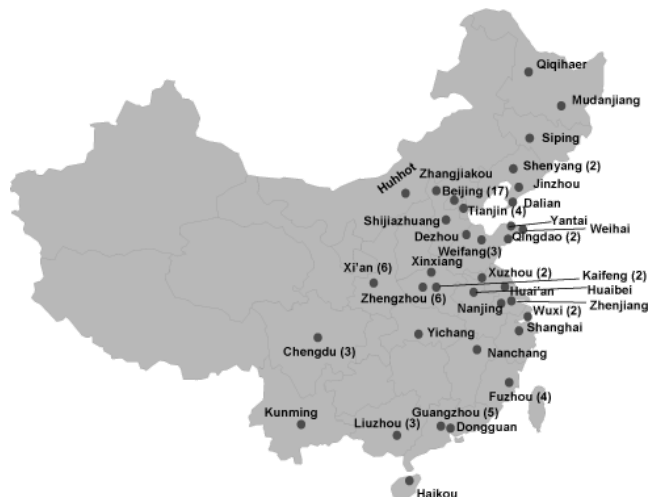 Qiqihaer
Mudanjiang
Siping
Shenyang (2)
Zhangjiakou
Huhhot
Beijing (17)
Jinzhou
Dalian
Tianjin (4)
Shijiazhuang
Yantai
Weihai
Dezhou
Qingdao (2)
Weifang(3)
Xinxiang
Xi'an (6)
Xuzhou (2)
Kaifeng (2)
Zhengzhou (6)
Huai'an
Huaibei
Nanjing
Zhenjiang
Wuxi (2)
Yichang
Shanghai
Chengdu (3)
Nanchang
Fuzhou (4)
Kunming
Guangzhou (5)
Liuzhou (3)
Dongguan
Haikou